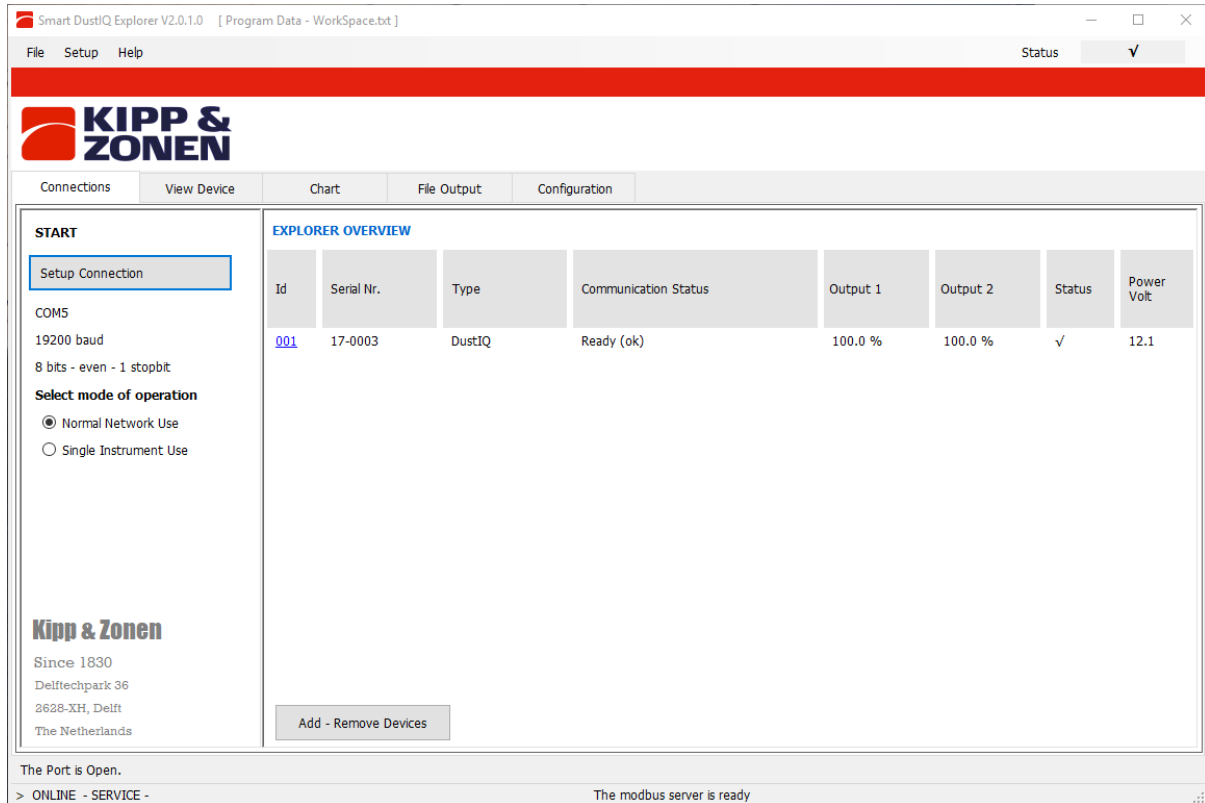 Smart DustIQ Explorer V2.0.1.0 [ Program Data - WorkSpace.txt ]
File Setup Help Status √
KIPP &
ZONEN
Connections View Device Chart File Output Configuration
START
Setup Connection
COM5
19200 baud
8 bits - even - 1 stopbit
Select mode of operation
Normal Network Use
Single Instrument Use
Kipp & Zonen
Since 1830
Delftechpark 36
2628-XH, Delft
The Netherlands
EXPLORER OVERVIEW
Id Serial Nr. Type Communication Status Output 1 Output 2 Status Power
Volt
001 17-0003 DustIQ Ready (ok) 100.0 % 100.0 % √ 12.1
Add - Remove Devices
The Port is Open.
> ONLINE - SERVICE - The modbus server is ready